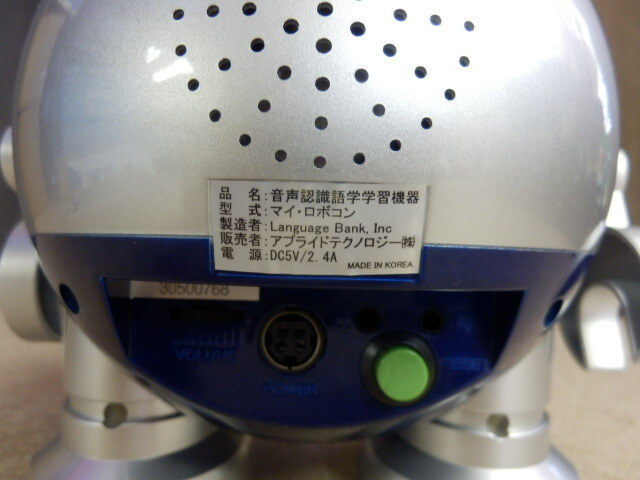 品 名:音声認識語学学習機器
型 式:マイ・ロボコン
製造者:Language Bank, Inc
販売者:アプライドテクノロジー㈱
電 源:DC5V/2.4A
MADE IN KOREA
30500768
VOLUME
POWER
RESET